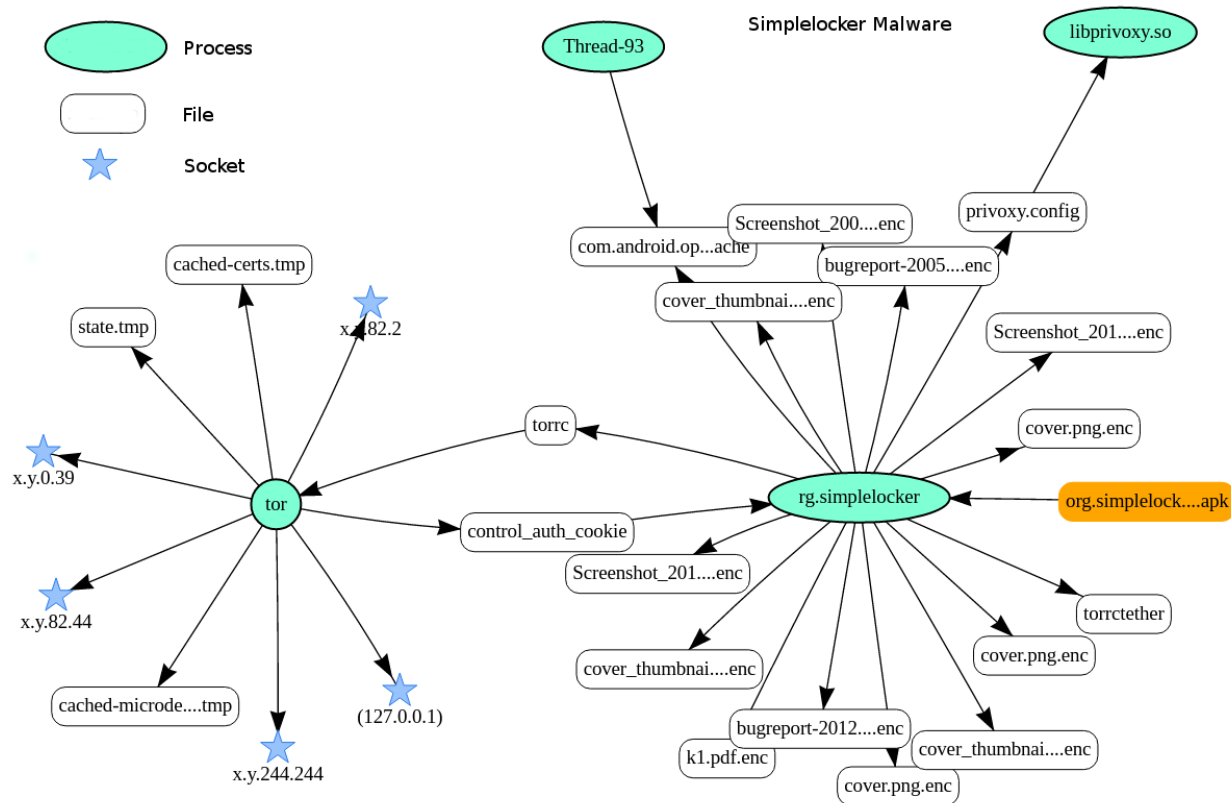 Simplelocker Malware
Process
File
Socket
Thread-93
libprivoxy.so
privoxy.config
Screenshot_200....enc
com.android.op...ache
bugreport-2005....enc
cached-certs.tmp
cover_thumbnai....enc
state.tmp
x.y.82.2
Screenshot_201....enc
torrc
cover.png.enc
x.y.0.39
tor
rg.simplelocker
org.simplelock....apk
control_auth_cookie
Screenshot_201....enc
x.y.82.44
torrctether
cover_thumbnai....enc
cover.png.enc
cached-microde....tmp
(127.0.0.1)
bugreport-2012....enc
k1.pdf.enc
cover_thumbnai....enc
x.y.244.244
cover.png.enc